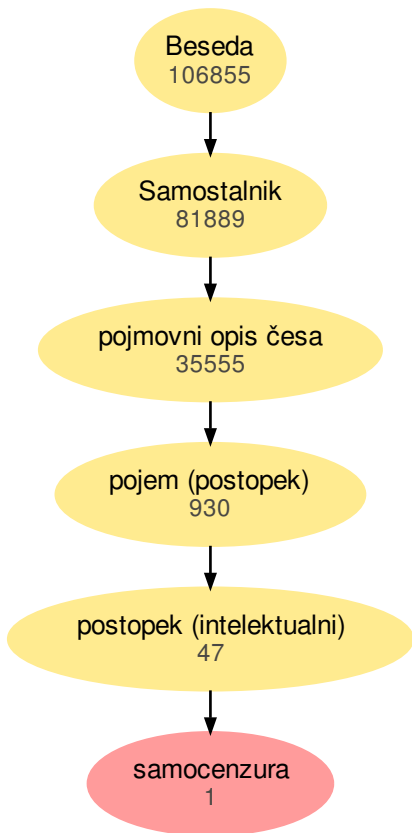 Beseda
106855
Samostalnik
81889
pojmovni opis česa
35555
pojem (postopek)
930
postopek (intelektualni)
47
samocenzura
1